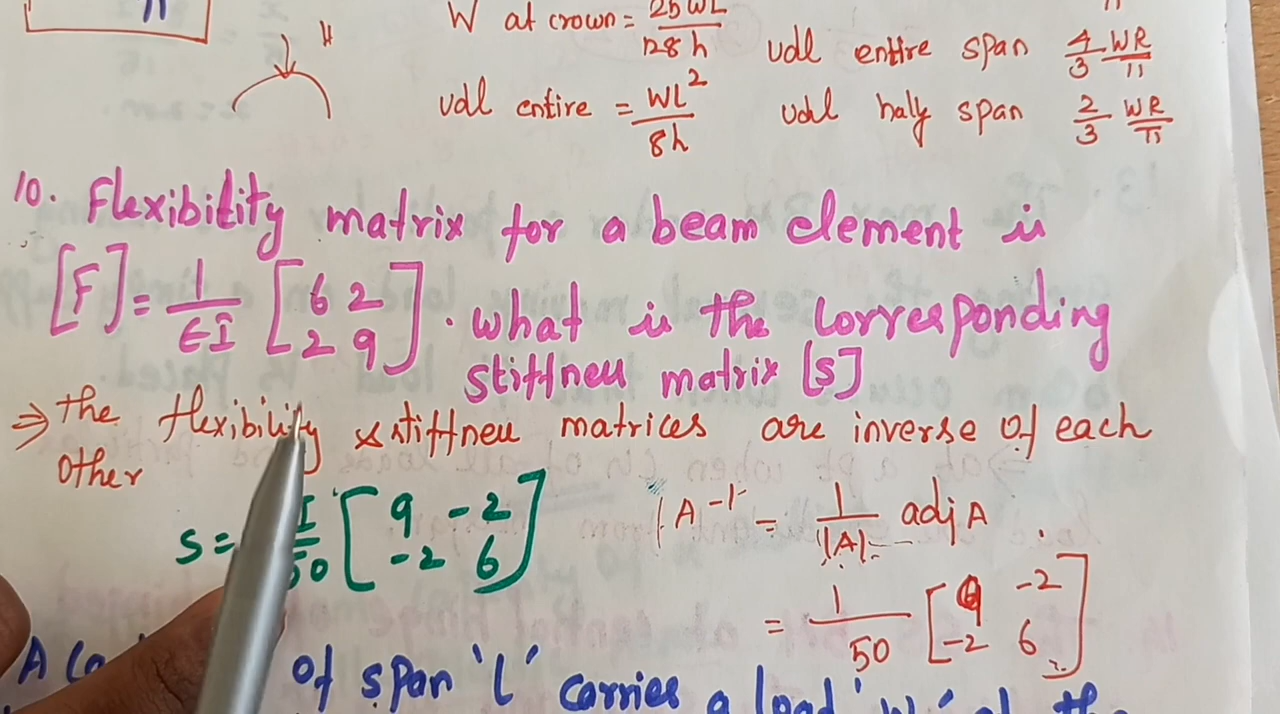 W at crown = 25WL / 128h
H
udl entire span 4/3 WR/π
udl entire = WL² / 8h
udl haly span 2/3 WR/π
10. Flexibility matrix for a beam element is
[F] = 1/EI [6 2 2 9] . what is the corresponding
stiffness matrix [s]
⇒ the flexibility & stiffness matrices are inverse of each
other
s = [9 -2 -2 6]
A⁻¹ = 1/|A| adj A
= 1/50 [9 -2 -2 6]
of span 'l' carries a load 'w'